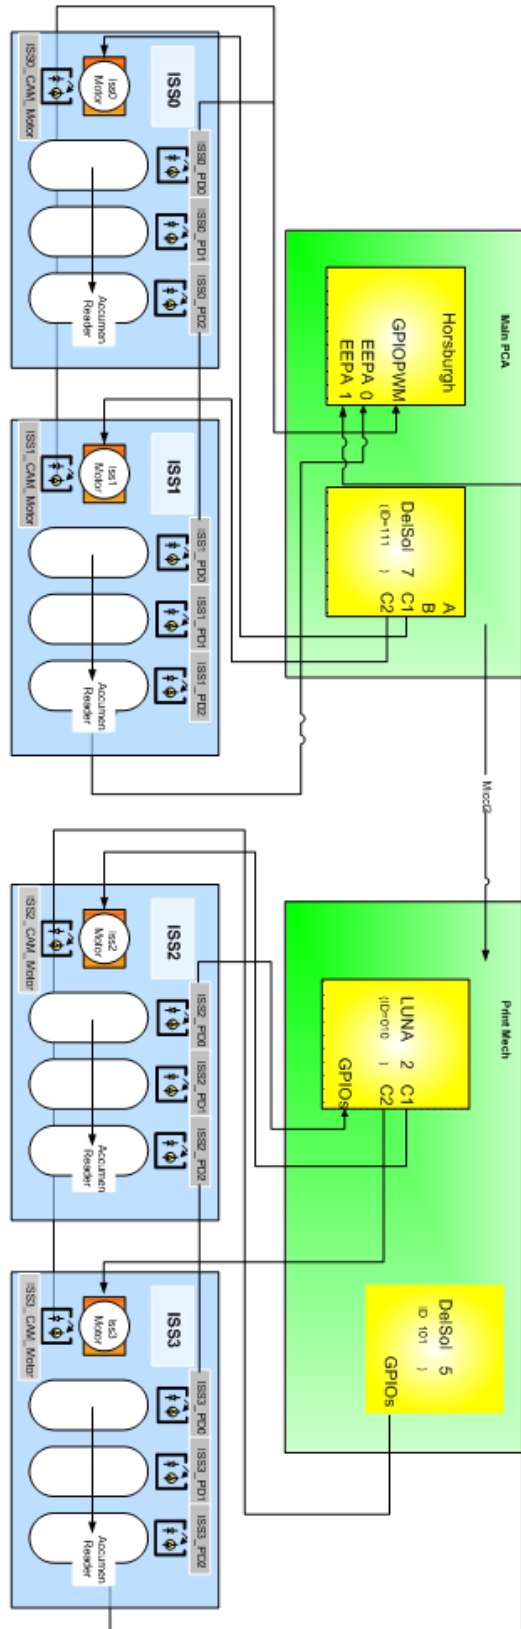 ISS0
Iss0
Motor
ISS0_CAM_Motor
ISS0_PD0
ISS0_PD1
ISS0_PD2
Accumen
Reader
ISS1
Iss1
Motor
ISS1_CAM_Motor
ISS1_PD0
ISS1_PD1
ISS1_PD2
Accumen
Reader
Main PCA
Horsburgh
GPIOPWM
EEPA 0
EEPA 1
DelSol 7
(ID=111 )
A
B
C1
C2
ISS2
Iss2
Motor
ISS2_CAM_Motor
ISS2_PD0
ISS2_PD1
ISS2_PD2
Accumen
Reader
ISS3
Iss3
Motor
ISS3_CAM_Motor
ISS3_PD0
ISS3_PD1
ISS3_PD2
Accumen
Reader
Print Mech
LUNA 2
(ID=010 )
C1
C2
GPIOs
DelSol 5
ID 101 )
GPIOs